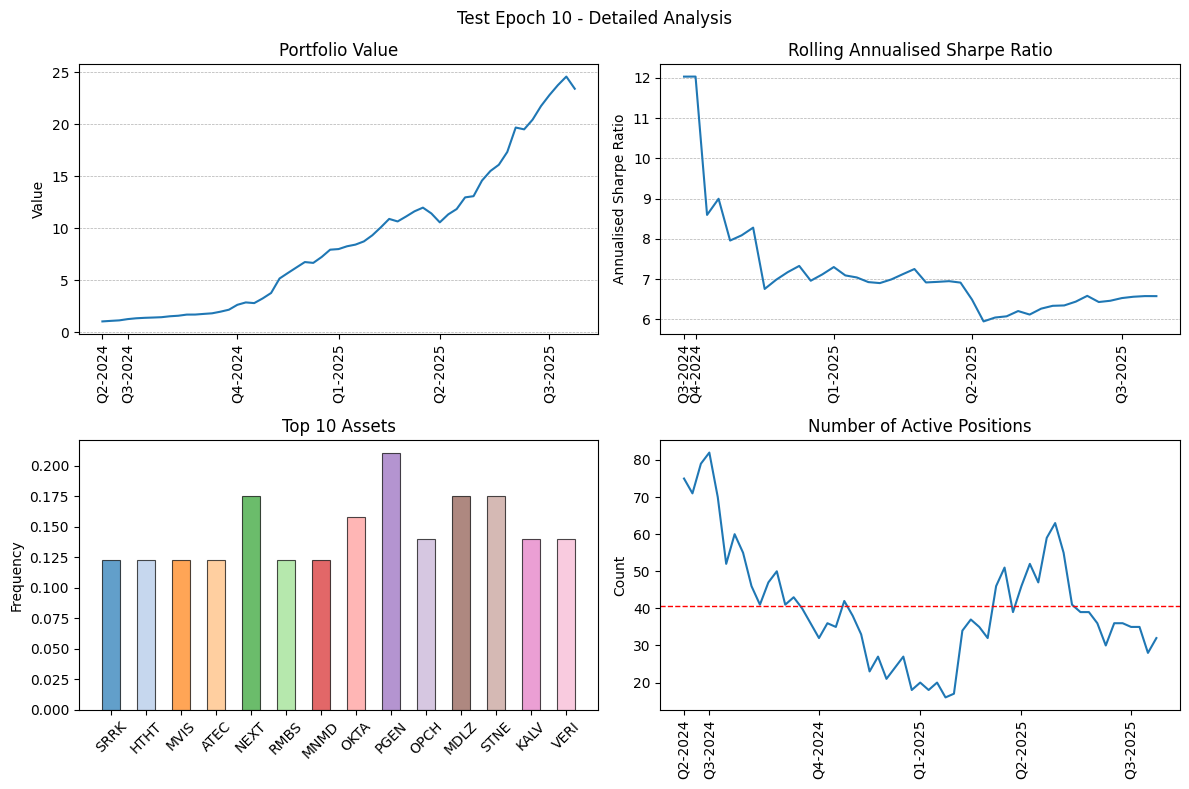 Test Epoch 10 - Detailed Analysis
Portfolio Value
Value
25
20
15
10
5
0
Q2-2024
Q3-2024
Q4-2024
Q1-2025
Q2-2025
Q3-2025
Rolling Annualised Sharpe Ratio
Annualised Sharpe Ratio
12
11
10
9
8
7
6
Q3-2024
Q4-2024
Q1-2025
Q2-2025
Q3-2025
Top 10 Assets
Frequency
0.200
0.175
0.150
0.125
0.100
0.075
0.050
0.025
0.000
SRRK
HTHT
MVIS
ATEC
NEXT
RMBS
MNMD
OKTA
PGEN
OPCH
MDLZ
STNE
KALV
VERI
Number of Active Positions
Count
80
70
60
50
40
30
20
Q2-2024
Q3-2024
Q4-2024
Q1-2025
Q2-2025
Q3-2025